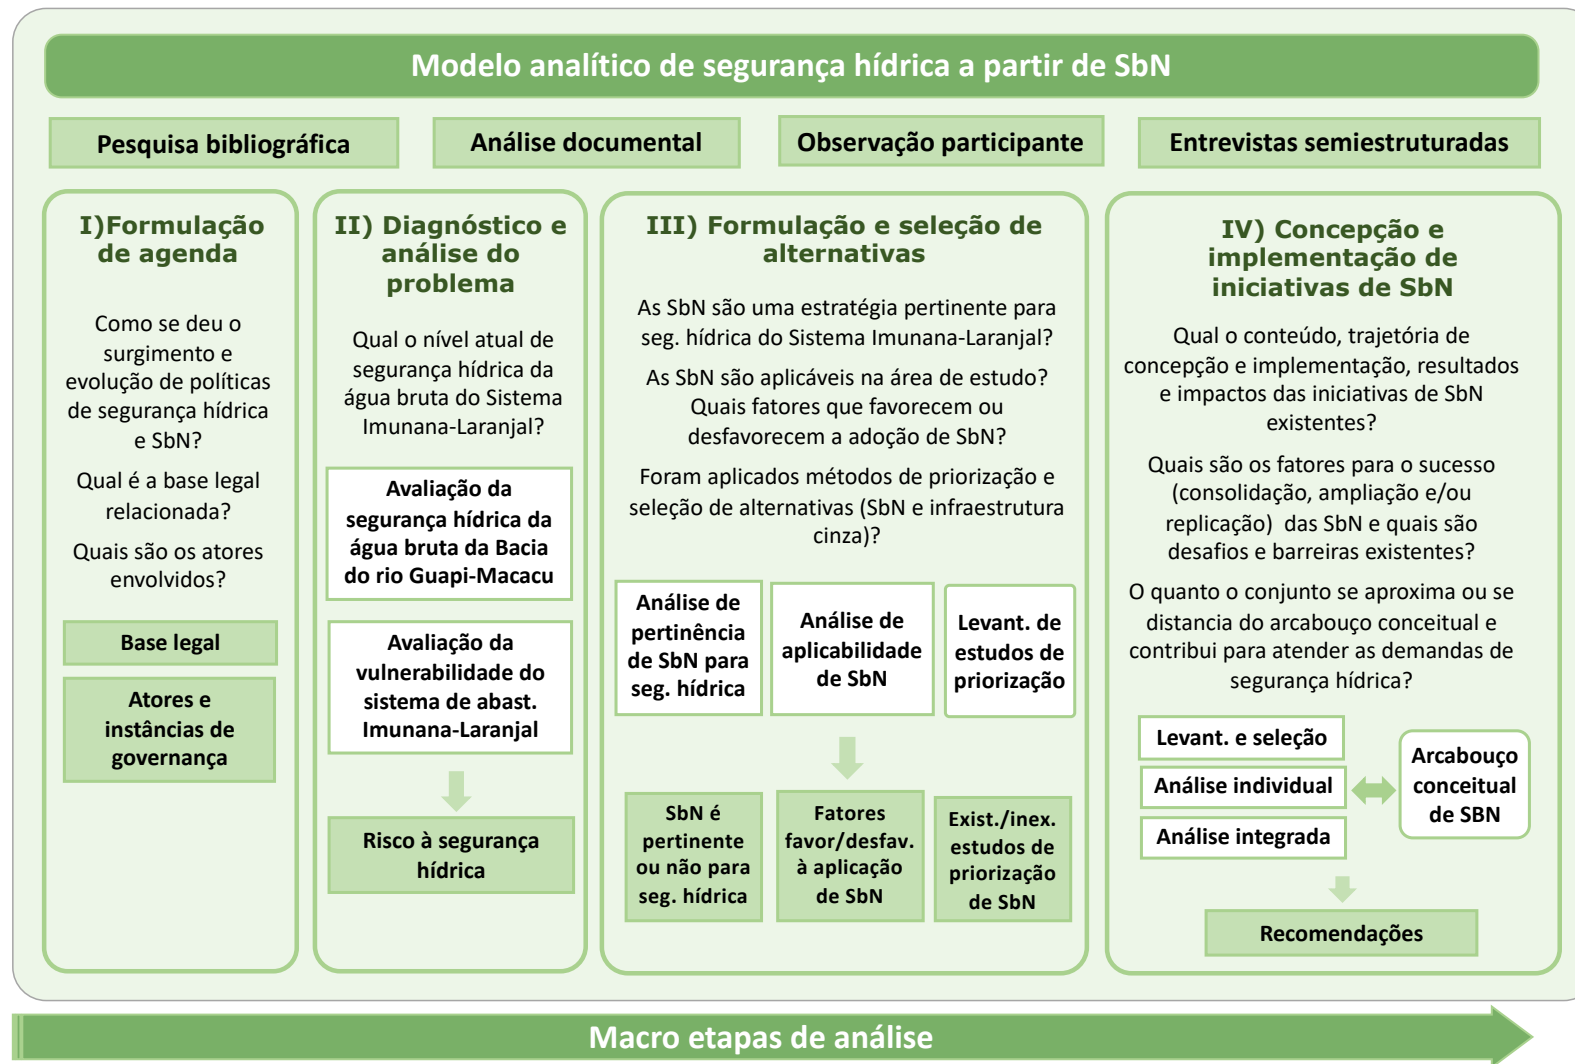 Modelo analítico de segurança hídrica a partir de SbN
Pesquisa bibliográfica
Análise documental
Observação participante
Entrevistas semiestruturadas
I)Formulação
de agenda
Como se deu o
surgimento e
evolução de políticas
de segurança hídrica
e SbN?
Qual é a base legal
relacionada?
Quais são os atores
envolvidos?
Base legal
Atores e
instâncias de
governança
II) Diagnóstico e
análise do
problema
Qual o nível atual de
segurança hídrica da
água bruta do Sistema
Imunana-Laranjal?
Avaliação da
segurança hídrica da
água bruta da Bacia
do rio Guapi-Macacu
Avaliação da
vulnerabilidade do
sistema de abast.
Imunana-Laranjal
Risco à segurança
hídrica
III) Formulação e seleção de
alternativas
As SbN são uma estratégia pertinente para
seg. hídrica do Sistema Imunana-Laranjal?
As SbN são aplicáveis na área de estudo?
Quais fatores que favorecem ou
desfavorecem a adoção de SbN?
Foram aplicados métodos de priorização e
seleção de alternativas (SbN e infraestrutura
cinza)?
Análise de
pertinência
de SbN para
seg. hídrica
Análise de
aplicabilidade
de SbN
Levant. de
estudos de
priorização
SbN é
pertinente
ou não para
seg. hídrica
Fatores
favor/desfav.
à aplicação
de SbN
Exist./inex.
estudos de
priorização
de SbN
IV) Concepção e
implementação de
iniciativas de SbN
Qual o conteúdo, trajetória de
concepção e implementação, resultados
e impactos das iniciativas de SbN
existentes?
Quais são os fatores para o sucesso
(consolidação, ampliação e/ou
replicação) das SbN e quais são
desafios e barreiras existentes?
O quanto o conjunto se aproxima ou se
distancia do arcabouço conceitual e
contribui para atender as demandas de
segurança hídrica?
Levant. e seleção
Análise individual
Análise integrada
Arcabouço
conceitual
de SBN
Recomendações
Macro etapas de análise